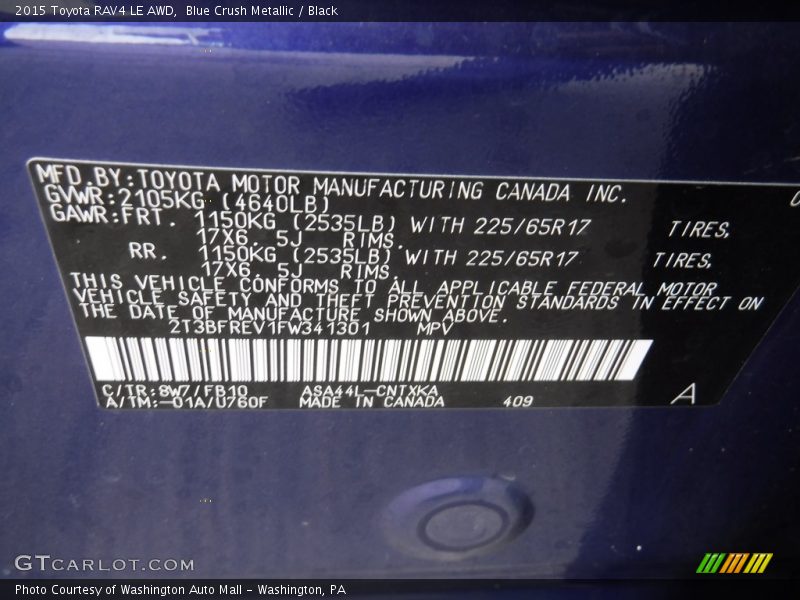 2015 Toyota RAV4 LE AWD,  Blue Crush Metallic / Black
MFD. BY:TOYOTA MOTOR MANUFACTURING CANADA INC.
GVWR:2105KG (4640LB)
GAWR:FRT. 1150KG (2535LB) WITH 225/65R17 TIRES,
17X6.5J RIMS.
RR. 1150KG (2535LB) WITH 225/65R17 TIRES,
17X6.5J RIMS.
THIS VEHICLE CONFORMS TO ALL APPLICABLE FEDERAL MOTOR
VEHICLE SAFETY AND THEFT PREVENTION STANDARDS IN EFFECT ON
THE DATE OF MANUFACTURE SHOWN ABOVE.
2T3BFREV1FW341301 MPV
C/TR:8W7/FB10 ASA44L-CNTXKA
A/TM:-01A/U760F MADE IN CANADA 409 A
GTCARLOT.COM
Photo Courtesy of Washington Auto Mall - Washington, PA